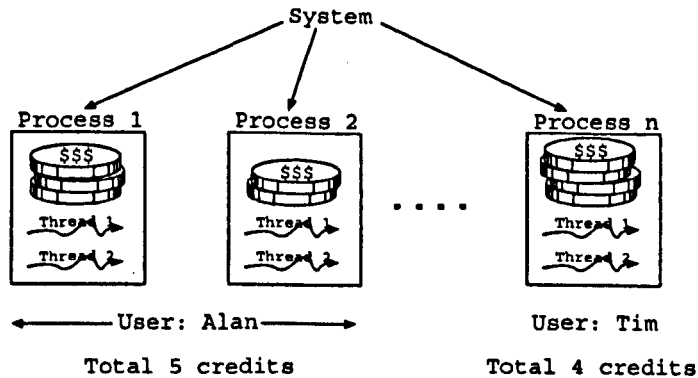 System
Process 1
Process 2
Process n
$$$
$$$
$$$
Thread 1
Thread 2
Thread 1
Thread 2
....
Thread 1
Thread 2
User: Alan
User: Tim
Total 5 credits
Total 4 credits